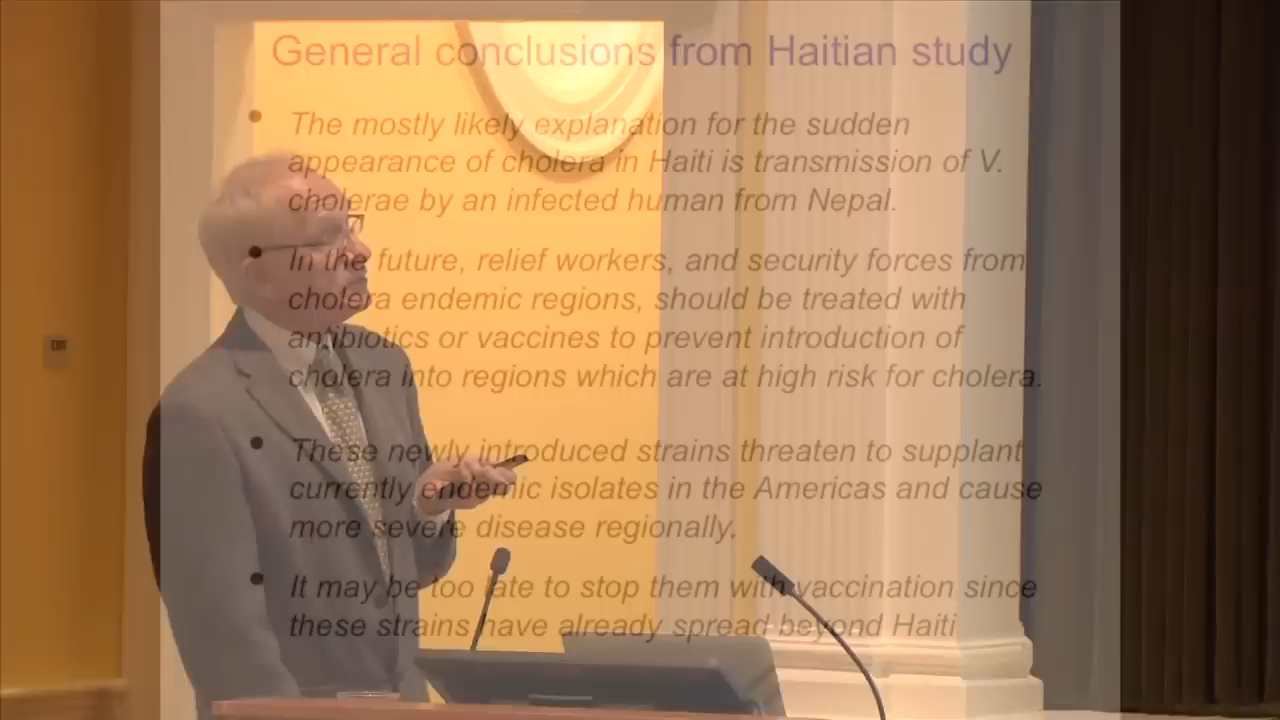 General conclusions from Haitian study
• The mostly likely explanation for the sudden
appearance of cholera in Haiti is transmission of V.
cholerae by an infected human from Nepal.
• In the future, relief workers, and security forces from
cholera endemic regions, should be treated with
antibiotics or vaccines to prevent introduction of
cholera into regions which are at high risk for cholera.
• These newly introduced strains threaten to supplant
currently endemic isolates in the Americas and cause
more severe disease regionally.
• It may be too late to stop them with vaccination since
these strains have already spread beyond Haiti
EXIT